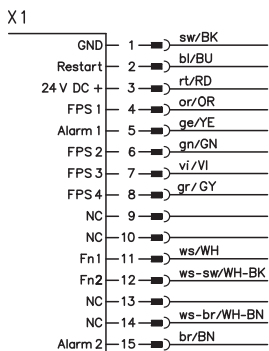 X1
GND 1 sw/BK
Restart 2 bl/BU
24 V DC + 3 rt/RD
FPS 1 4 or/OR
Alarm 1 5 ge/YE
FPS 2 6 gn/GN
FPS 3 7 vi/VI
FPS 4 8 gr/GY
NC 9
NC 10
Fn1 11 ws/WH
Fn2 12 ws-sw/WH-BK
NC 13
NC 14 ws-br/WH-BN
Alarm 2 15 br/BN